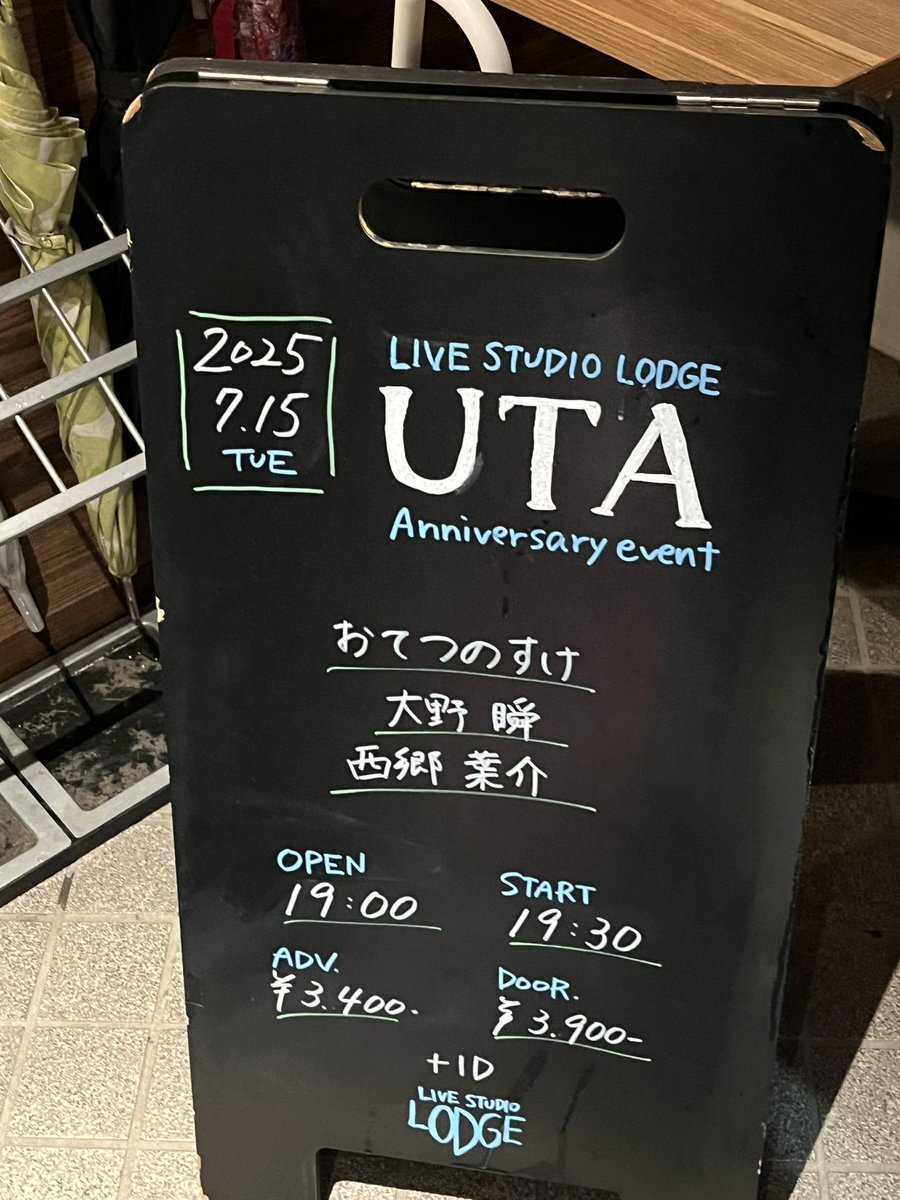 2025
7.15
TUE
LIVE STUDIO LODGE
UTA
Anniversary event
おてつのすけ
大野 瞬
西郷 葉介
OPEN
19:00
START
19:30
ADV.
¥3.400.
DOOR.
¥3.900-
+1D
LIVE STUDIO
LODGE